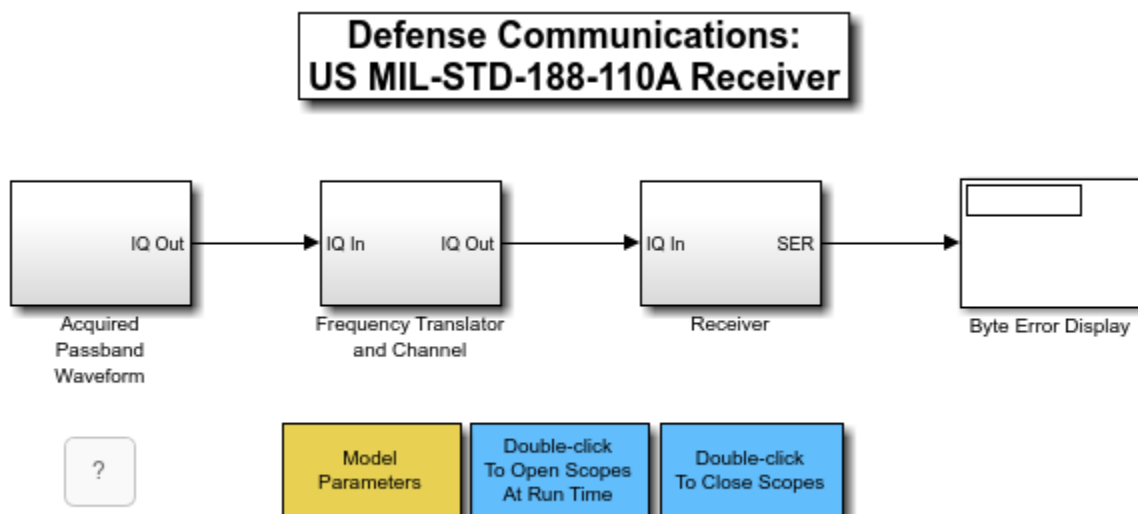 Defense Communications:
US MIL-STD-188-110A Receiver
IQ Out
IQ In
IQ Out
IQ In
SER
Acquired
Passband
Waveform
Frequency Translator
and Channel
Receiver
Byte Error Display
?
Model
Parameters
Double-click
To Open Scopes
At Run Time
Double-click
To Close Scopes